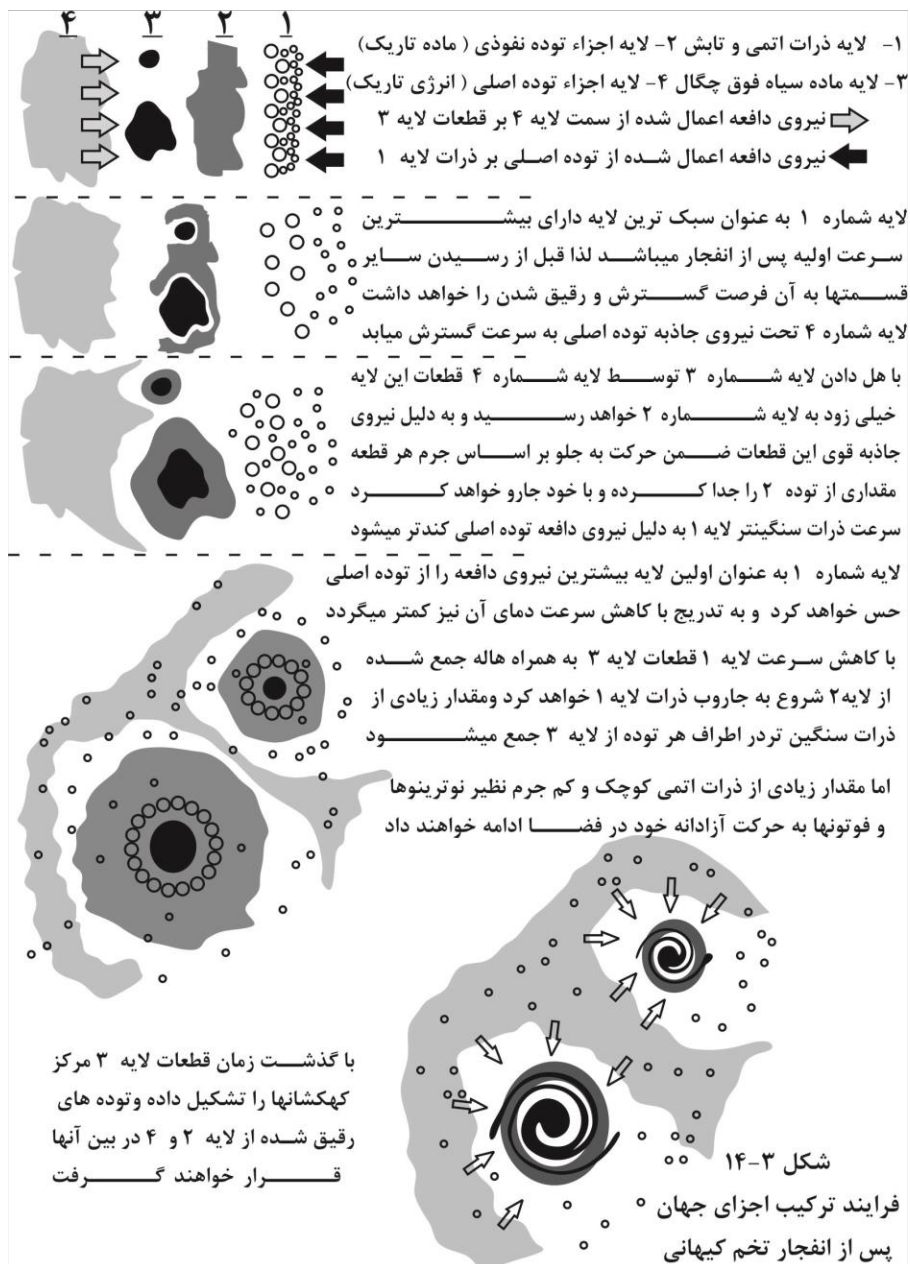 ۴ ۳ ۲ ۱
۱- لایه ذرات اتمی و تابش ۲- لایه اجزاء توده نفوذی ( ماده تاریک)
۳- لایه ماده سیاه فوق چگال ۴- لایه اجزاء توده اصلی ( انرژی تاریک)
نیروی دافعه اعمال شده از سمت لایه ۴ بر قطعات لایه ۳
نیروی دافعه اعمال شده از توده اصلی بر ذرات لایه ۱
لایه شماره ۱ به عنوان سبک ترین لایه دارای بیشترین
سرعت اولیه پس از انفجار میباشد لذا قبل از رسیدن سایر
قسمتها به آن فرصت گسترش و رقیق شدن را خواهد داشت
لایه شماره ۴ تحت نیروی جاذبه توده اصلی به سرعت گسترش میابد
با هل دادن لایه شماره ۳ توسط لایه شماره ۴ قطعات این لایه
خیلی زود به لایه شماره ۲ خواهد رسید و به دلیل نیروی
جاذبه قوی این قطعات ضمن حرکت به جلو بر اساس جرم هر قطعه
مقداری از توده ۲ را جدا کرده و با خود جارو خواهد کرد
سرعت ذرات سنگینتر لایه ۱ به دلیل نیروی دافعه توده اصلی کندتر میشود
لایه شماره ۱ به عنوان اولین لایه بیشترین نیروی دافعه را از توده اصلی
حس خواهد کرد و به تدریج با کاهش سرعت دمای آن نیز کمتر میگردد
با کاهش سرعت لایه ۱ قطعات لایه ۳ به همراه هاله جمع شده
از لایه۲ شروع به جاروب ذرات لایه ۱ خواهد کرد ومقدار زیادی از
ذرات سنگین تردر اطراف هر توده از لایه ۳ جمع میشود
اما مقدار زیادی از ذرات اتمی کوچک و کم جرم نظیر نوترینوها
و فوتونها به حرکت آزادانه خود در فضا ادامه خواهند داد
با گذشت زمان قطعات لایه ۳ مرکز
کهکشانها را تشکیل داده وتوده های
رقیق شده از لایه ۲ و ۴ در بین آنها
قرار خواهند گرفت
شکل ۳-۱۴
فرایند ترکیب اجزای جهان
پس از انفجار تخم کیهانی